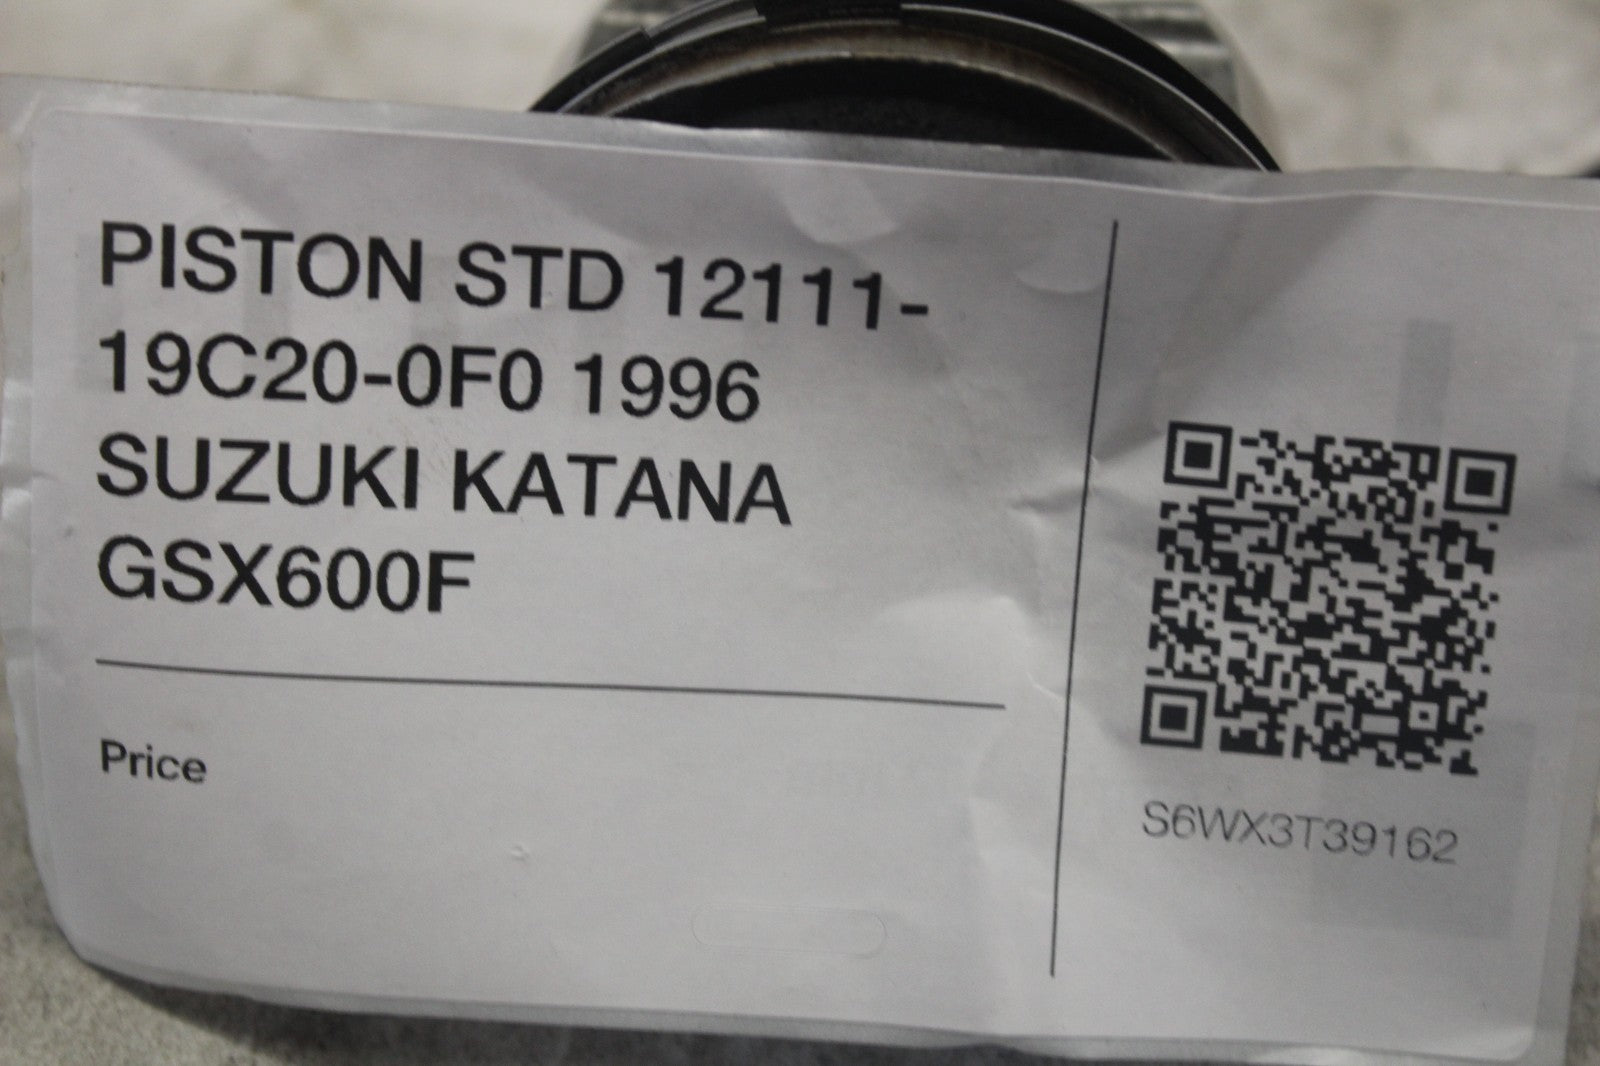 PISTON STD 12111-
19C20-0F0 1996
SUZUKI KATANA
GSX600F
Price
S6WX3T39162